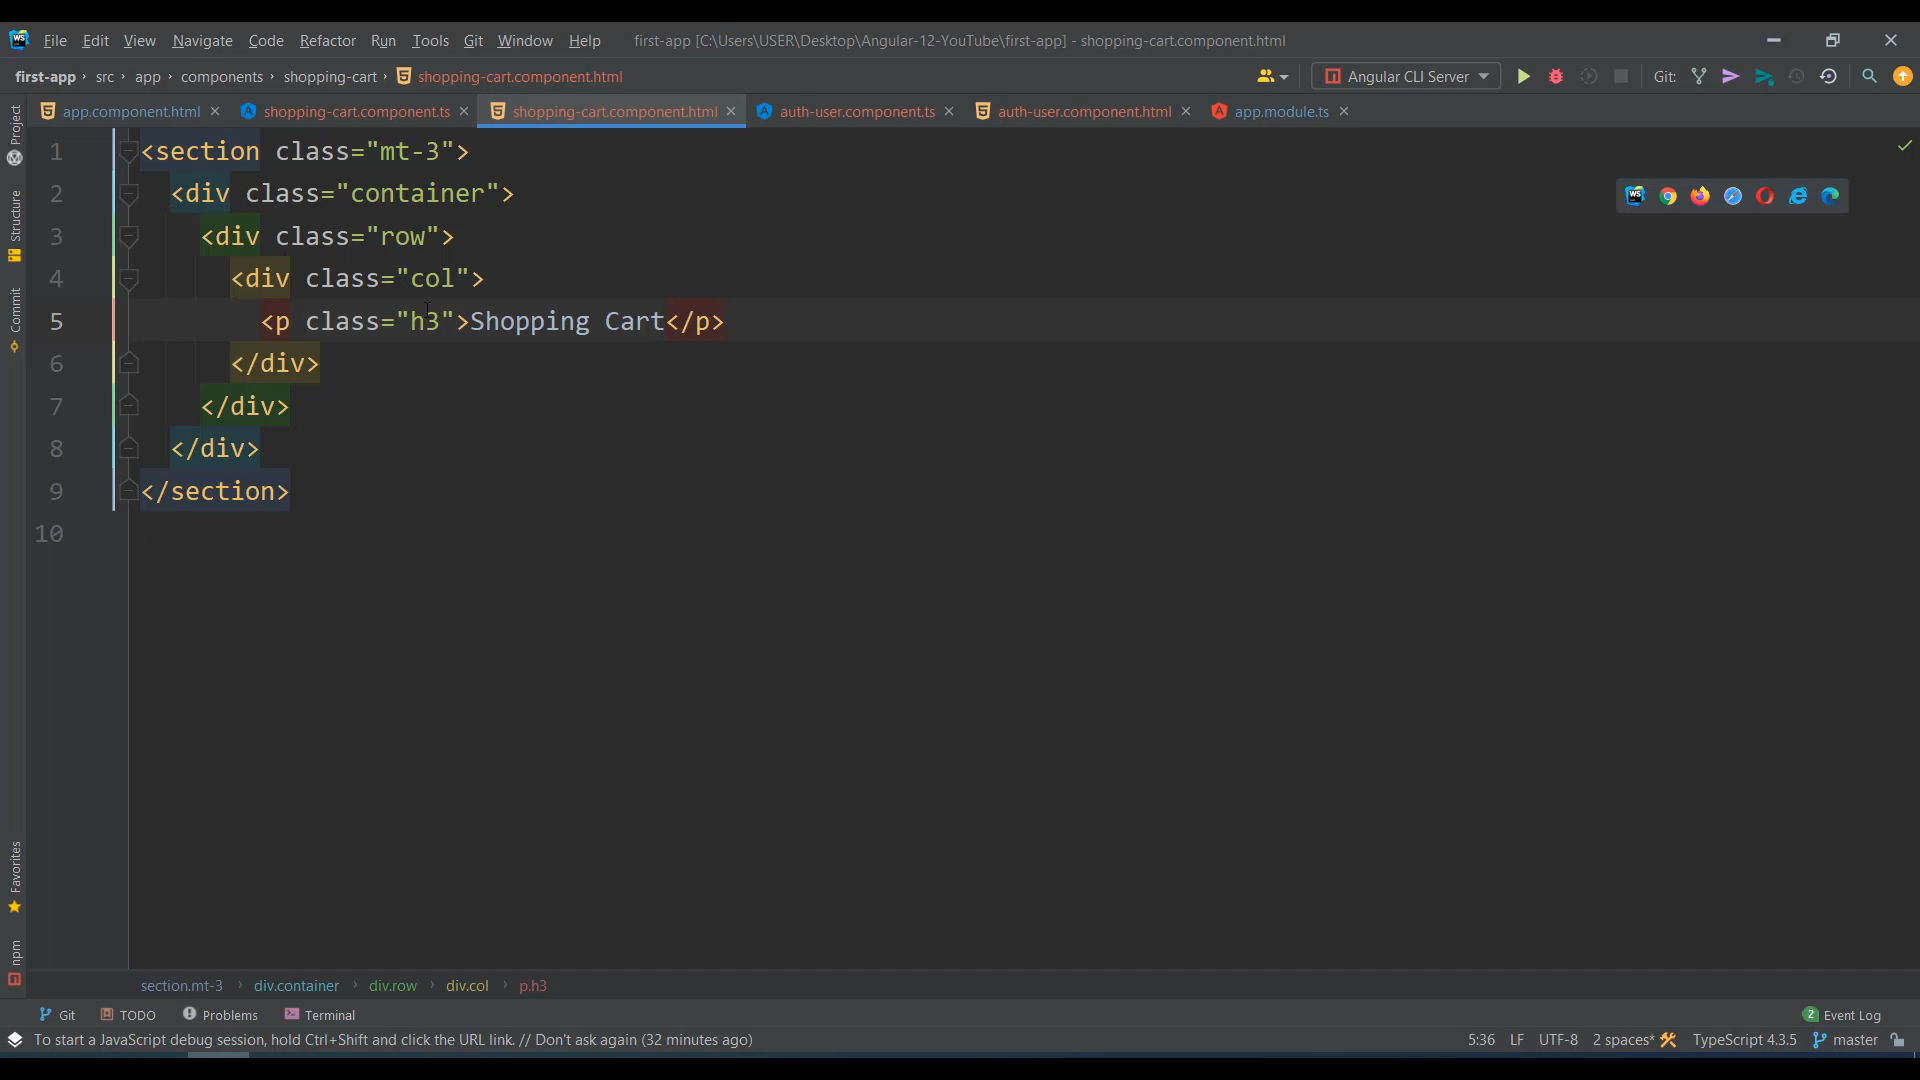 WS File Edit View Navigate Code Refactor Run Tools Git Window Help first-app [C:\Users\USER\Desktop\Angular-12-YouTube\first-app] - shopping-cart.component.html
first-app › src › app › components › shopping-cart › shopping-cart.component.html Angular CLI Server Git:
app.component.html shopping-cart.component.ts shopping-cart.component.html auth-user.component.ts auth-user.component.html app.module.ts
Project
Structure
Commit
Favorites
npm
1 <section class="mt-3">
2 <div class="container">
3 <div class="row">
4 <div class="col">
5 <p class="h3">Shopping Cart</p>
6 </div>
7 </div>
8 </div>
9 </section>
10
section.mt-3 › div.container › div.row › div.col › p.h3
Git TODO Problems Terminal 2 Event Log
To start a JavaScript debug session, hold Ctrl+Shift and click the URL link. // Don't ask again (32 minutes ago) 5:36 LF UTF-8 2 spaces* TypeScript 4.3.5 master